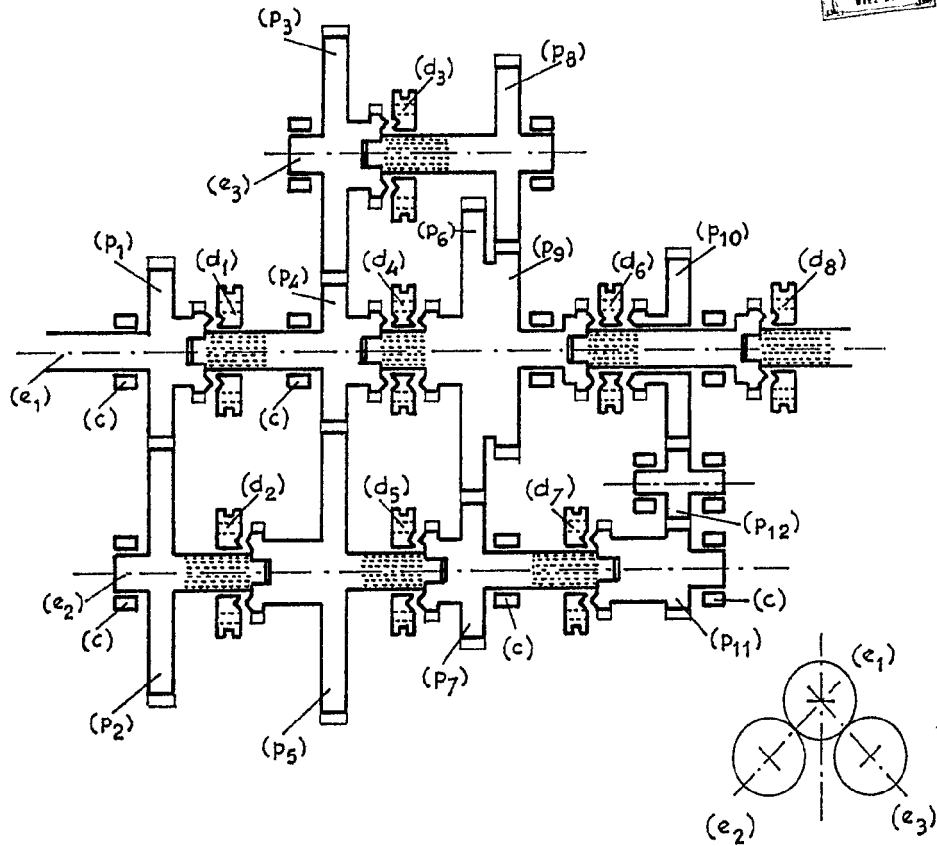 (p3)
(p8)
(d3)
(e3)
(p6)
(p1)
(d1)
(p4)
(d4)
(p9)
(d6)
(p10)
(d8)
(e1)
(c)
(c)
(d2)
(d5)
(d7)
(p12)
(e2)
(c)
(c)
(c)
(p2)
(p5)
(p7)
(p11)
(e1)
(e2)
(e3)